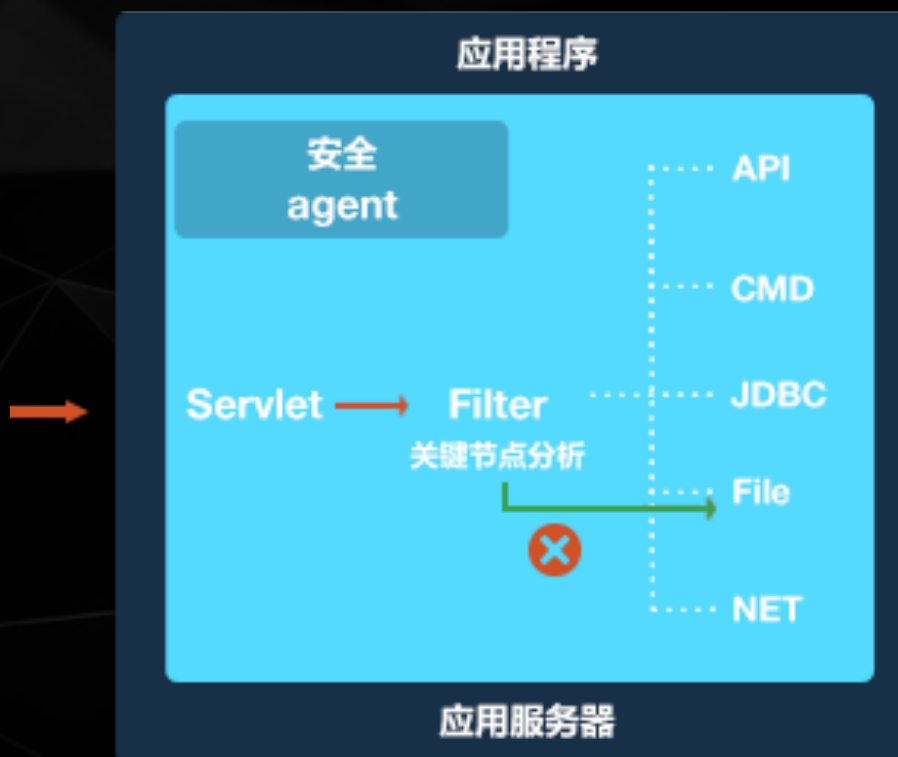 应用程序
安全
agent
API
CMD
Servlet
Filter
JDBC
关键节点分析
File
NET
应用服务器